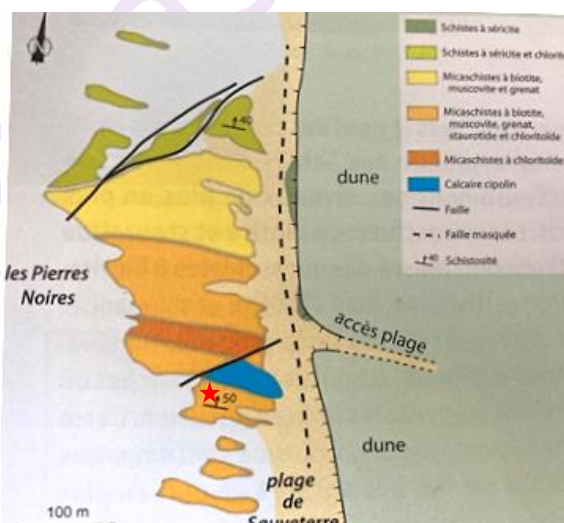 N
Schistes à séricite
Schistes à séricite et chlorite
Micaschistes à biotite,
muscovite et grenat
Micaschistes à biotite,
muscovite, grenat,
staurotide et chloritoïde
Micaschistes à chloritoïde
Calcaire cipolin
Faille
Faille masquée
40 Schistosité
40
dune
les Pierres
Noires
accès plage
50
dune
plage
de
Sauveterre
100 m